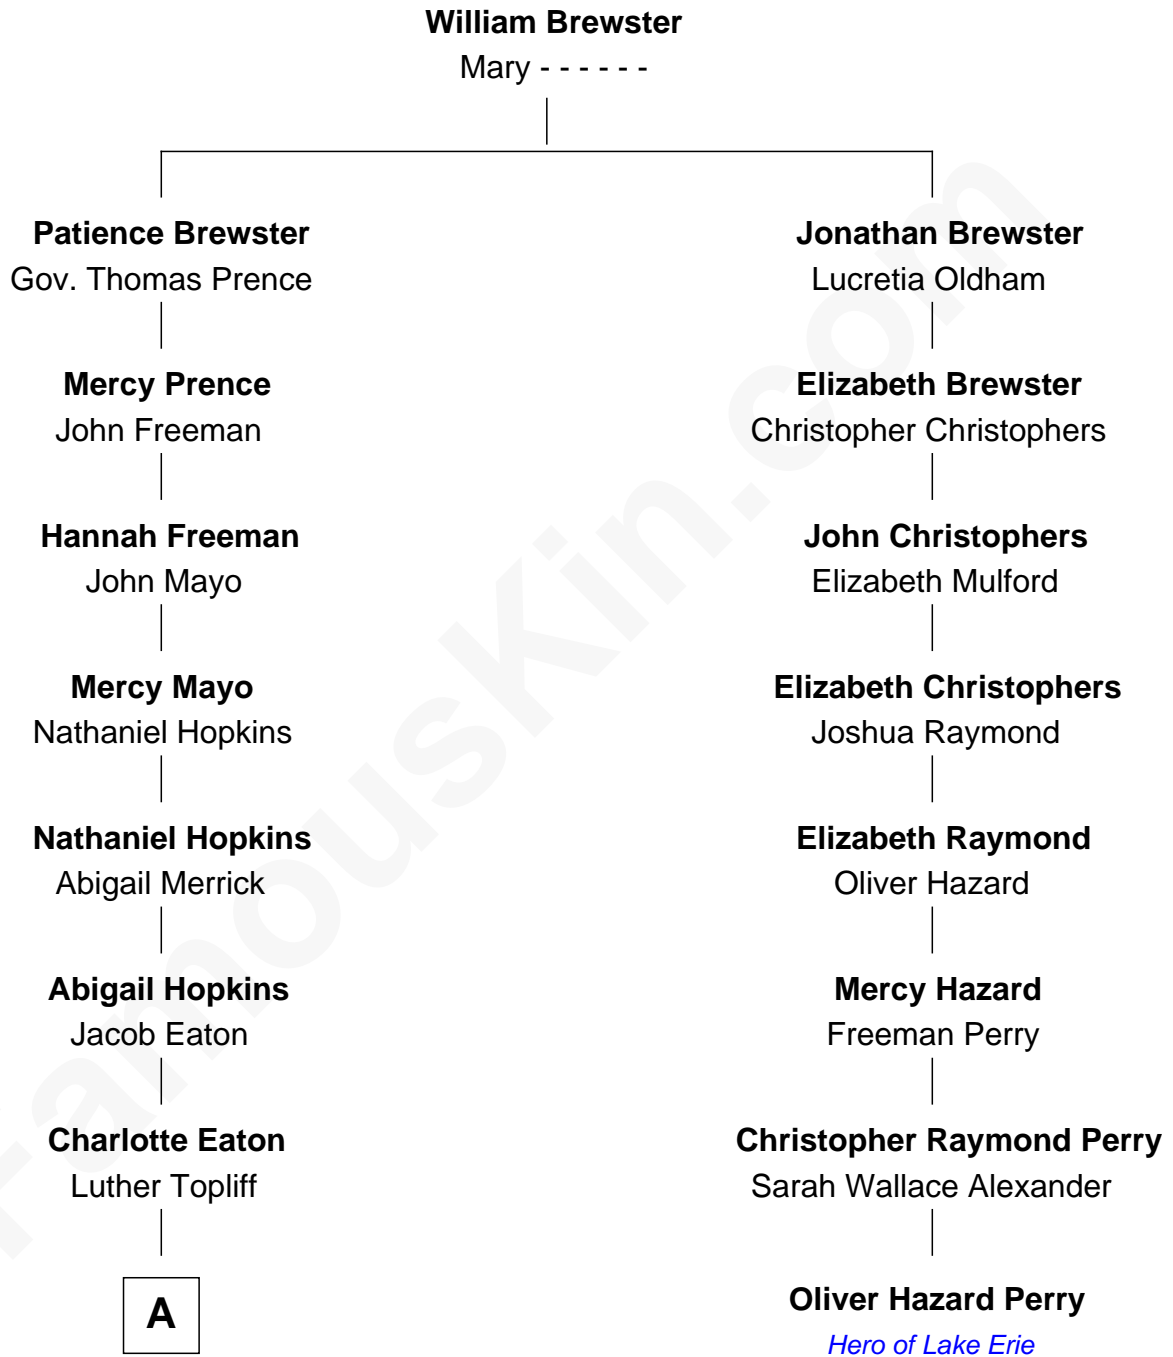 William Brewster
Mary - - - - - -
Patience Brewster
Gov. Thomas Prence
Jonathan Brewster
Lucretia Oldham
Mercy Prence
John Freeman
Elizabeth Brewster
Christopher Christophers
Hannah Freeman
John Mayo
John Christophers
Elizabeth Mulford
Mercy Mayo
Nathaniel Hopkins
Elizabeth Christophers
Joshua Raymond
Nathaniel Hopkins
Abigail Merrick
Elizabeth Raymond
Oliver Hazard
Abigail Hopkins
Jacob Eaton
Mercy Hazard
Freeman Perry
Charlotte Eaton
Luther Topliff
Christopher Raymond Perry
Sarah Wallace Alexander
A
Oliver Hazard Perry
Hero of Lake Erie
FamousKin.com